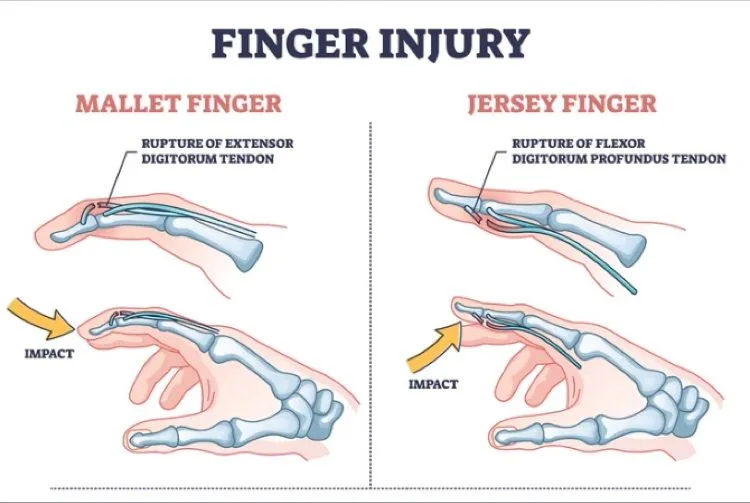 FINGER INJURY
MALLET FINGER
RUPTURE OF EXTENSOR
DIGITORUM TENDON
IMPACT
JERSEY FINGER
RUPTURE OF FLEXOR
DIGITORUM PROFUNDUS TENDON
IMPACT